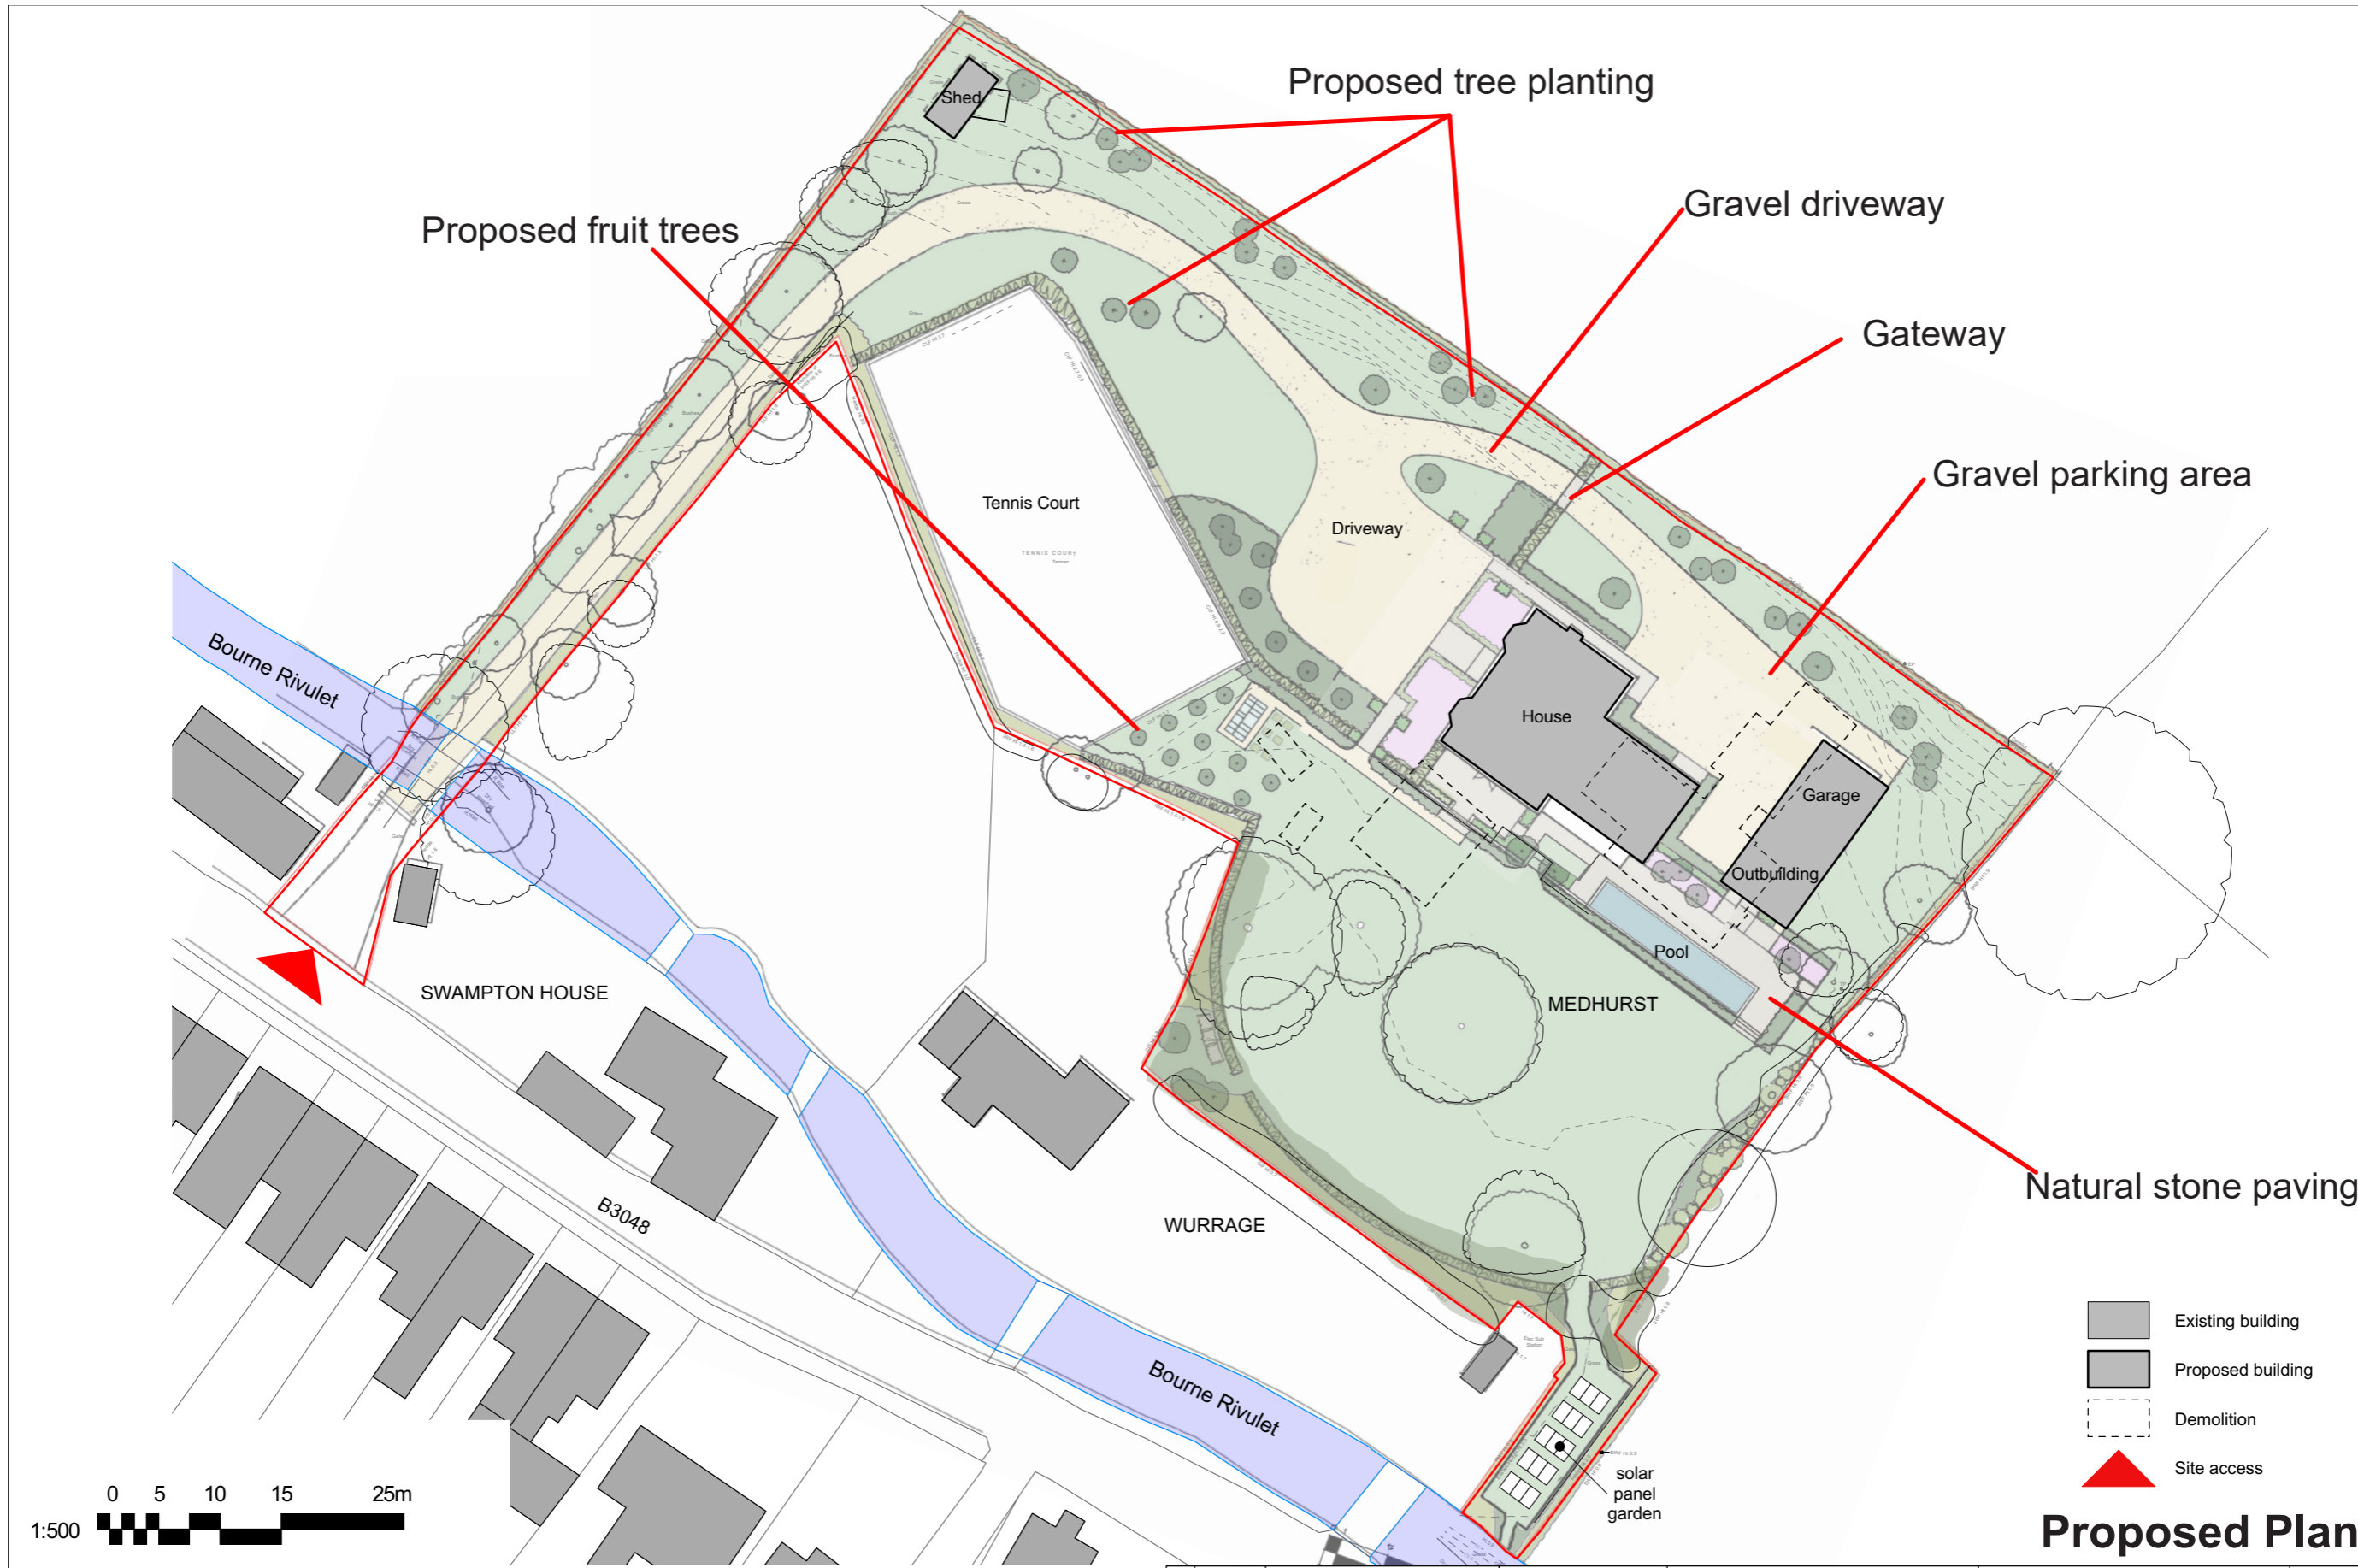 Proposed tree planting
Shed
Gravel driveway
Proposed fruit trees
Gateway
Gravel parking area
Tennis Court
TENNIS COURT
Driveway
Bourne Rivulet
House
Garage
Outbuilding
Pool
SWAMPTON HOUSE
MEDHURST
Natural stone paving
B3048
WURRAGE
Existing building
Proposed building
Demolition
Site access
Bourne Rivulet
solar
panel
garden
0 5 10 15 25m
1:500
Proposed Plan